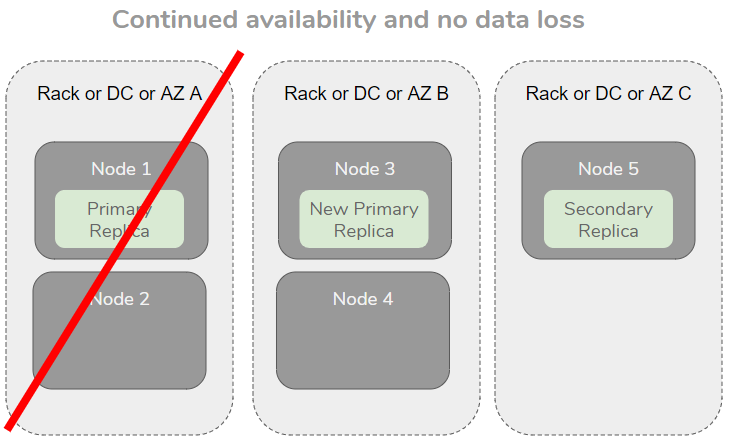 Continued availability and no data loss
Rack or DC or AZ A
Node 1
Primary
Replica
Node 2
Rack or DC or AZ B
Node 3
New Primary
Replica
Node 4
Rack or DC or AZ C
Node 5
Secondary
Replica